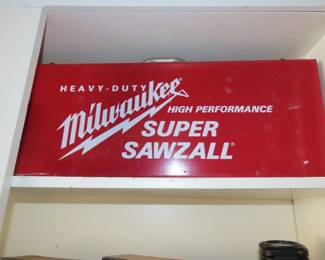 HEAVY-DUTY
Milwaukee
HIGH PERFORMANCE
SUPER
SAWZALL®